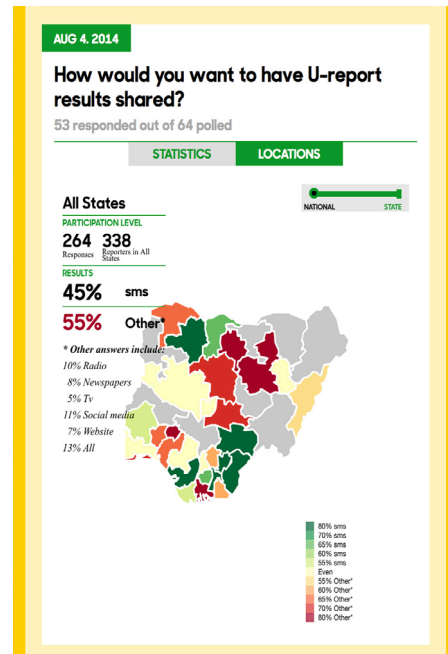 AUG 4. 2014
How would you want to have U-report
results shared?
53 responded out of 64 polled
STATISTICS
LOCATIONS
NATIONAL
STATE
All States
PARTICIPATION LEVEL
264 338
Responses
Reporters in All
States
RESULTS
45% sms
55% Other*
* Other answers include:
10% Radio
8% Newspapers
5% Tv
11% Social media
7% Website
13% All
80% sms
70% sms
65% sms
60% sms
55% sms
Even
55% Other*
60% Other*
65% Other*
70% Other*
80% Other*